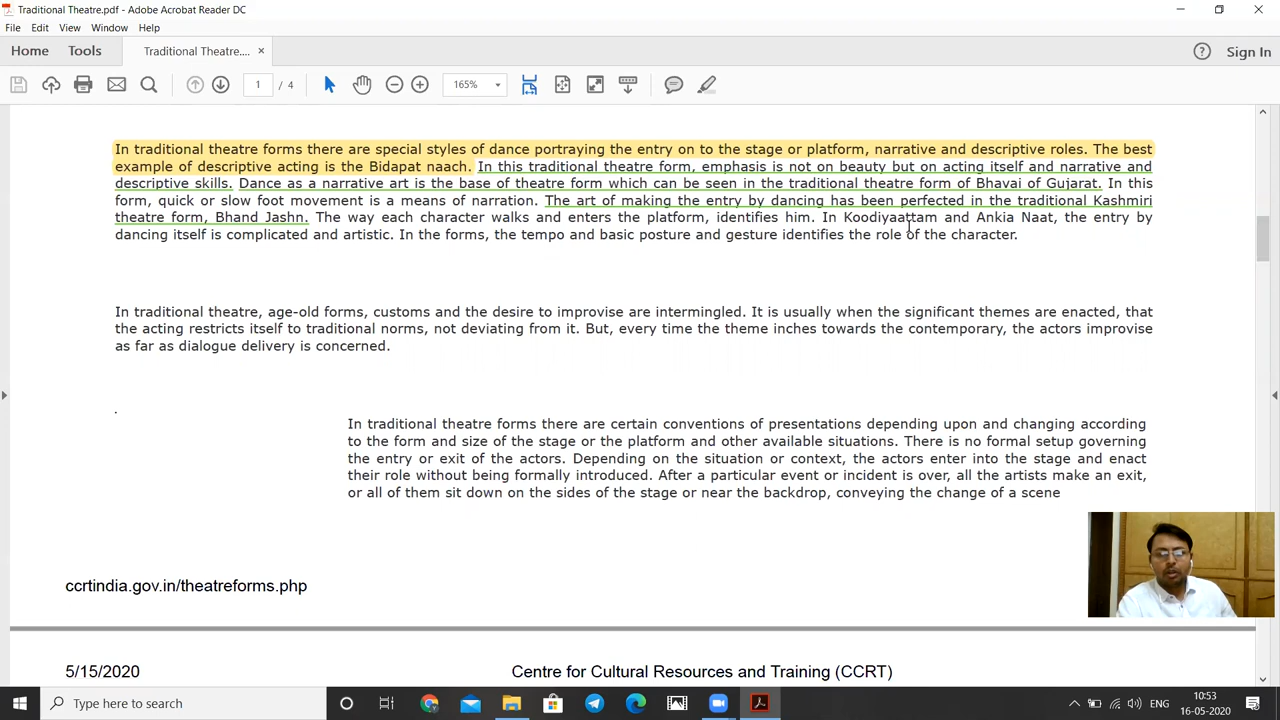 Traditional Theatre.pdf - Adobe Acrobat Reader DC
File Edit View Window Help
Home Tools Traditional Theatre.... × Sign In
1 / 4 165%
In traditional theatre forms there are special styles of dance portraying the entry on to the stage or platform, narrative and descriptive roles. The best
example of descriptive acting is the Bidapat naach. In this traditional theatre form, emphasis is not on beauty but on acting itself and narrative and
descriptive skills. Dance as a narrative art is the base of theatre form which can be seen in the traditional theatre form of Bhavai of Gujarat. In this
form, quick or slow foot movement is a means of narration. The art of making the entry by dancing has been perfected in the traditional Kashmiri
theatre form, Bhand Jashn. The way each character walks and enters the platform, identifies him. In Koodiyaattam and Ankia Naat, the entry by
dancing itself is complicated and artistic. In the forms, the tempo and basic posture and gesture identifies the role of the character.
In traditional theatre, age-old forms, customs and the desire to improvise are intermingled. It is usually when the significant themes are enacted, that
the acting restricts itself to traditional norms, not deviating from it. But, every time the theme inches towards the contemporary, the actors improvise
as far as dialogue delivery is concerned.
.
In traditional theatre forms there are certain conventions of presentations depending upon and changing according
to the form and size of the stage or the platform and other available situations. There is no formal setup governing
the entry or exit of the actors. Depending on the situation or context, the actors enter into the stage and enact
their role without being formally introduced. After a particular event or incident is over, all the artists make an exit,
or all of them sit down on the sides of the stage or near the backdrop, conveying the change of a scene
ccrtindia.gov.in/theatreforms.php
5/15/2020 Centre for Cultural Resources and Training (CCRT)
Type here to search
ENG
10:53
16-05-2020